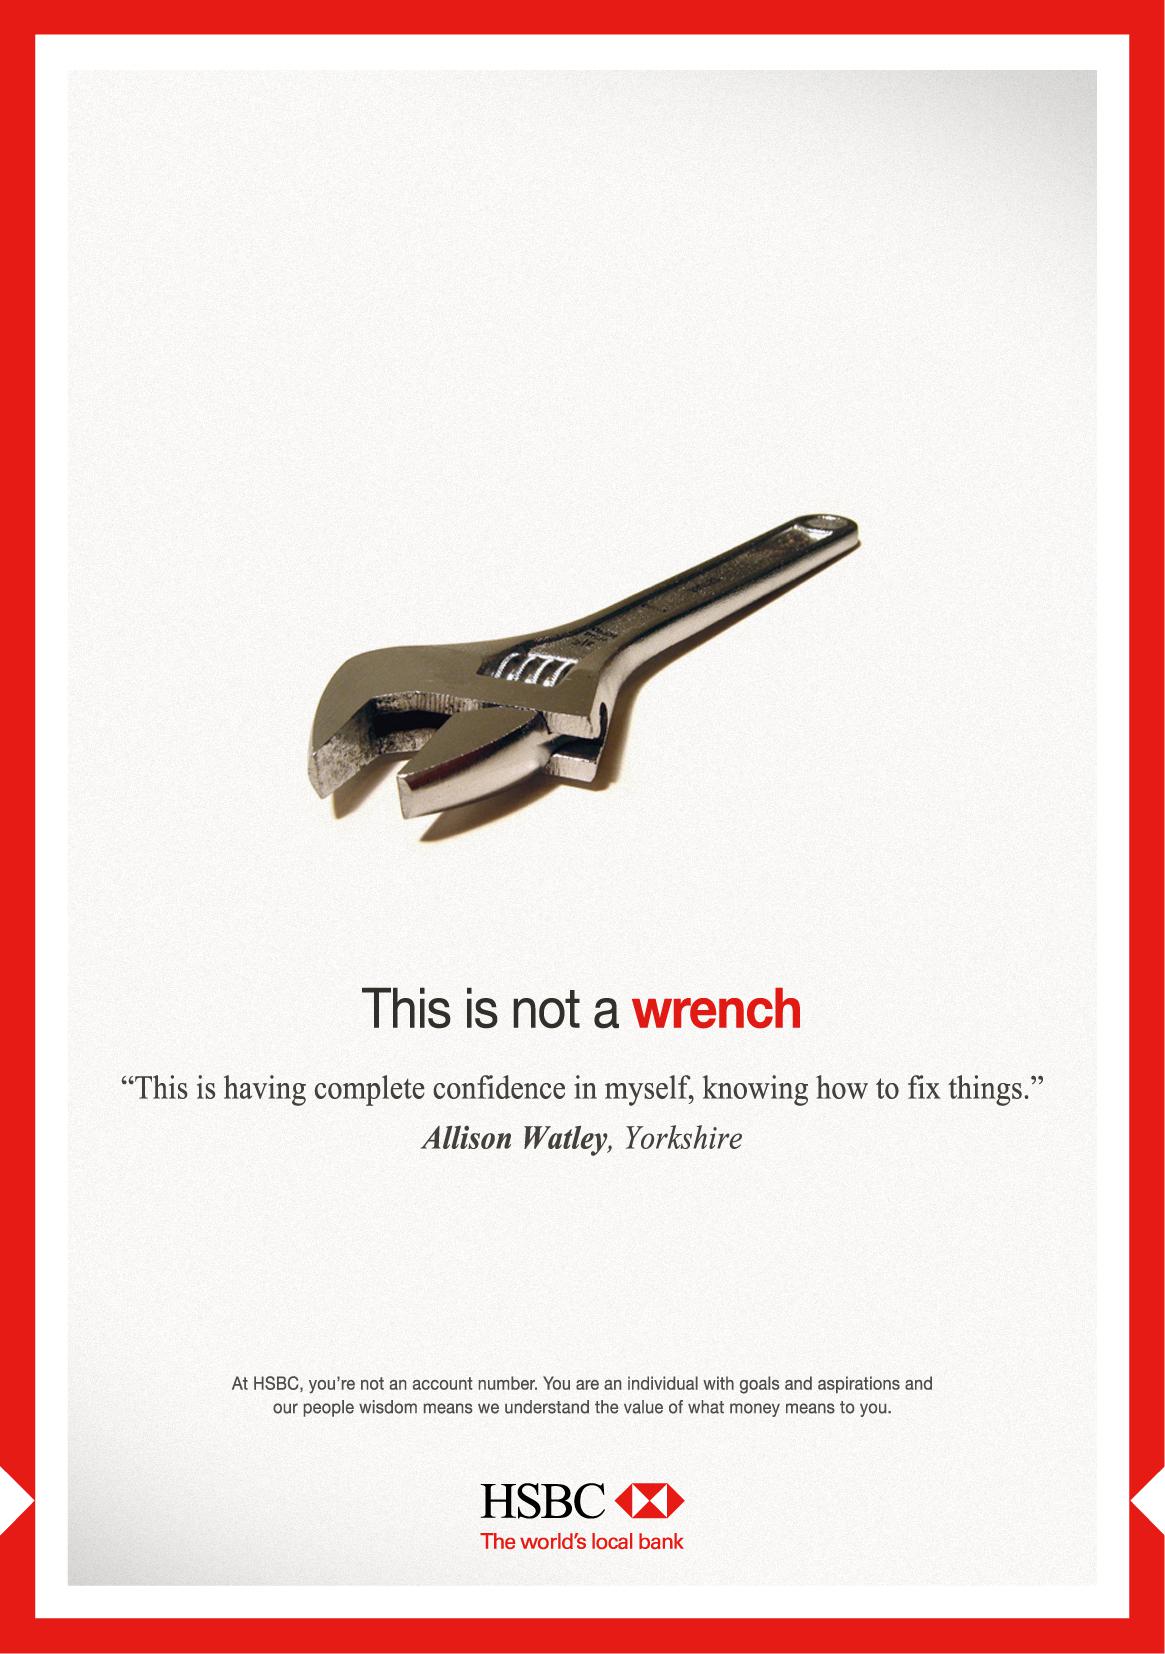 This is not a wrench
“This is having complete confidence in myself, knowing how to fix things.”
Allison Watley, Yorkshire
At HSBC, you’re not an account number. You are an individual with goals and aspirations and
our people wisdom means we understand the value of what money means to you.
HSBC
The world’s local bank